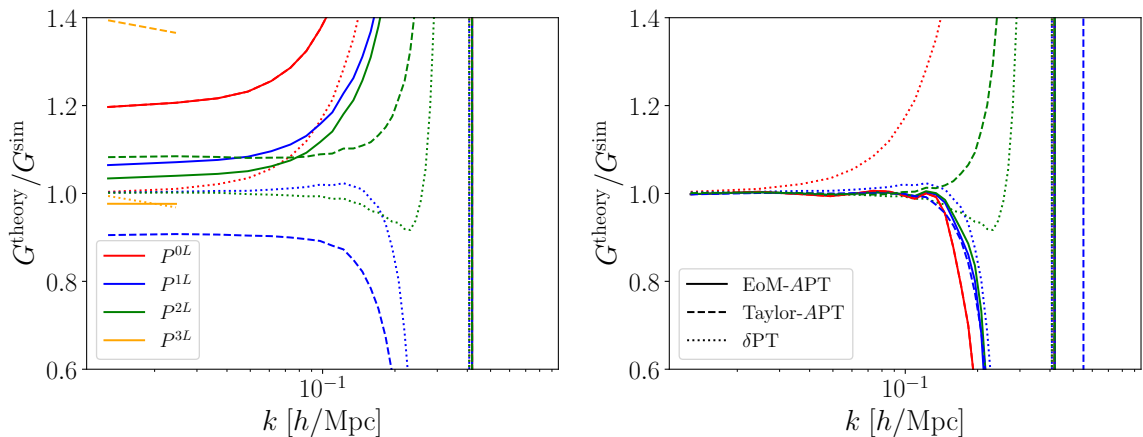 1.4
1.2
1.0
0.8
0.6
G^theory/G^sim
P^0L
P^1L
P^2L
P^3L
10^−1
k [h/Mpc]
1.4
1.2
1.0
0.8
0.6
G^theory/G^sim
EoM-APT
Taylor-APT
δPT
10^−1
k [h/Mpc]